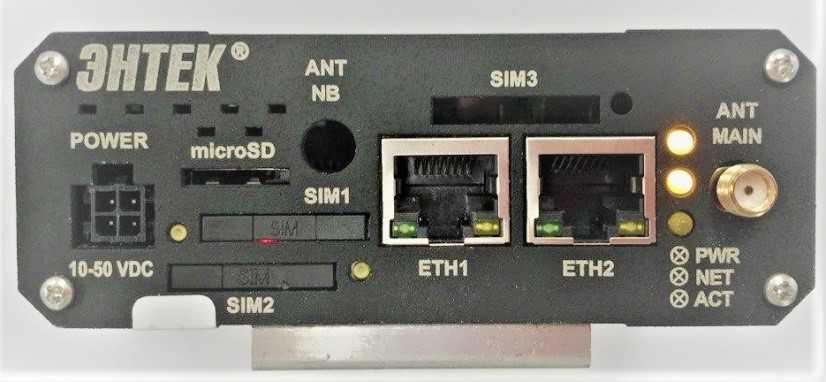 ЭНТЕК®
ANT
NB
SIM3
ANT
MAIN
POWER
microSD
SIM1
SIM
10-50 VDC
SIM
SIM2
ETH1
ETH2
PWR
NET
ACT